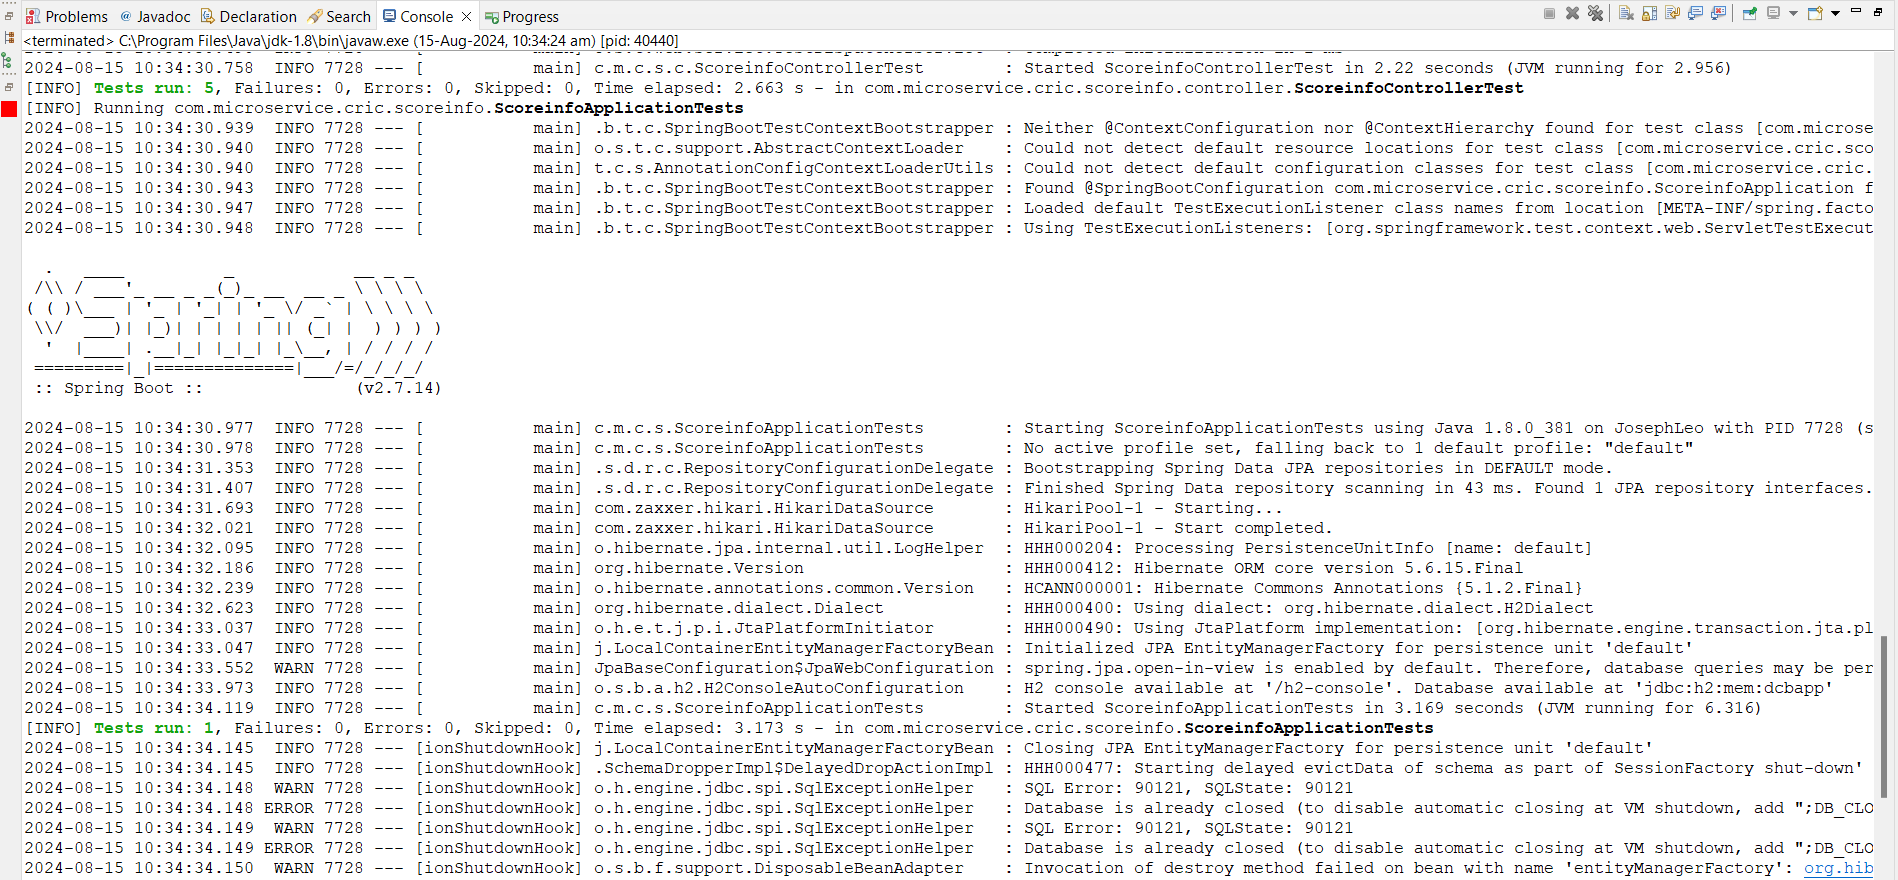 Problems @ Javadoc Declaration Search Console Progress
<terminated> C:\Program Files\Java\jdk-1.8\bin\javaw.exe (15-Aug-2024, 10:34:24 am) [pid: 40440]
2024-08-15 10:34:30.758  INFO 7728 --- [           main] c.m.c.s.c.ScoreinfoControllerTest        : Started ScoreinfoControllerTest in 2.22 seconds (JVM running for 2.956)
[INFO] Tests run: 5, Failures: 0, Errors: 0, Skipped: 0, Time elapsed: 2.663 s - in com.microservice.cric.scoreinfo.controller.ScoreinfoControllerTest
[INFO] Running com.microservice.cric.scoreinfo.ScoreinfoApplicationTests
2024-08-15 10:34:30.939  INFO 7728 --- [           main] .b.t.c.SpringBootTestContextBootstrapper : Neither @ContextConfiguration nor @ContextHierarchy found for test class [com.microse
2024-08-15 10:34:30.940  INFO 7728 --- [           main] o.s.t.c.support.AbstractContextLoader    : Could not detect default resource locations for test class [com.microservice.cric.sco
2024-08-15 10:34:30.940  INFO 7728 --- [           main] t.c.s.AnnotationConfigContextLoaderUtils : Could not detect default configuration classes for test class [com.microservice.cric.
2024-08-15 10:34:30.943  INFO 7728 --- [           main] .b.t.c.SpringBootTestContextBootstrapper : Found @SpringBootConfiguration com.microservice.cric.scoreinfo.ScoreinfoApplication f
2024-08-15 10:34:30.947  INFO 7728 --- [           main] .b.t.c.SpringBootTestContextBootstrapper : Loaded default TestExecutionListener class names from location [META-INF/spring.facto
2024-08-15 10:34:30.948  INFO 7728 --- [           main] .b.t.c.SpringBootTestContextBootstrapper : Using TestExecutionListeners: [org.springframework.test.context.web.ServletTestExecut
  .   ____          _            __ _ _
 /\\ / ___'_ __ _ _(_)_ __  __ _ \ \ \ \
( ( )\___ | '_ | '_| | '_ \/ _` | \ \ \ \
 \\/  ___)| |_)| | | | | || (_| |  ) ) ) )
  '  |____| .__|_| |_|_| |_\__, | / / / /
 =========|_|==============|___/=/_/_/_/
 :: Spring Boot ::                (v2.7.14)
2024-08-15 10:34:30.977  INFO 7728 --- [           main] c.m.c.s.ScoreinfoApplicationTests        : Starting ScoreinfoApplicationTests using Java 1.8.0_381 on JosephLeo with PID 7728 (s
2024-08-15 10:34:30.978  INFO 7728 --- [           main] c.m.c.s.ScoreinfoApplicationTests        : No active profile set, falling back to 1 default profile: "default"
2024-08-15 10:34:31.353  INFO 7728 --- [           main] .s.d.r.c.RepositoryConfigurationDelegate : Bootstrapping Spring Data JPA repositories in DEFAULT mode.
2024-08-15 10:34:31.407  INFO 7728 --- [           main] .s.d.r.c.RepositoryConfigurationDelegate : Finished Spring Data repository scanning in 43 ms. Found 1 JPA repository interfaces.
2024-08-15 10:34:31.693  INFO 7728 --- [           main] com.zaxxer.hikari.HikariDataSource       : HikariPool-1 - Starting...
2024-08-15 10:34:32.021  INFO 7728 --- [           main] com.zaxxer.hikari.HikariDataSource       : HikariPool-1 - Start completed.
2024-08-15 10:34:32.095  INFO 7728 --- [           main] o.hibernate.jpa.internal.util.LogHelper  : HHH000204: Processing PersistenceUnitInfo [name: default]
2024-08-15 10:34:32.186  INFO 7728 --- [           main] org.hibernate.Version                    : HHH000412: Hibernate ORM core version 5.6.15.Final
2024-08-15 10:34:32.239  INFO 7728 --- [           main] o.hibernate.annotations.common.Version   : HCANN000001: Hibernate Commons Annotations {5.1.2.Final}
2024-08-15 10:34:32.623  INFO 7728 --- [           main] org.hibernate.dialect.Dialect            : HHH000400: Using dialect: org.hibernate.dialect.H2Dialect
2024-08-15 10:34:33.037  INFO 7728 --- [           main] o.h.e.t.j.p.i.JtaPlatformInitiator       : HHH000490: Using JtaPlatform implementation: [org.hibernate.engine.transaction.jta.pl
2024-08-15 10:34:33.047  INFO 7728 --- [           main] j.LocalContainerEntityManagerFactoryBean : Initialized JPA EntityManagerFactory for persistence unit 'default'
2024-08-15 10:34:33.552  WARN 7728 --- [           main] JpaBaseConfiguration$JpaWebConfiguration : spring.jpa.open-in-view is enabled by default. Therefore, database queries may be per
2024-08-15 10:34:33.973  INFO 7728 --- [           main] o.s.b.a.h2.H2ConsoleAutoConfiguration    : H2 console available at '/h2-console'. Database available at 'jdbc:h2:mem:dcbapp'
2024-08-15 10:34:34.119  INFO 7728 --- [           main] c.m.c.s.ScoreinfoApplicationTests        : Started ScoreinfoApplicationTests in 3.169 seconds (JVM running for 6.316)
[INFO] Tests run: 1, Failures: 0, Errors: 0, Skipped: 0, Time elapsed: 3.173 s - in com.microservice.cric.scoreinfo.ScoreinfoApplicationTests
2024-08-15 10:34:34.145  INFO 7728 --- [ionShutdownHook] j.LocalContainerEntityManagerFactoryBean : Closing JPA EntityManagerFactory for persistence unit 'default'
2024-08-15 10:34:34.145  INFO 7728 --- [ionShutdownHook] .SchemaDropperImpl$DelayedDropActionImpl : HHH000477: Starting delayed evictData of schema as part of SessionFactory shut-down'
2024-08-15 10:34:34.148  WARN 7728 --- [ionShutdownHook] o.h.engine.jdbc.spi.SqlExceptionHelper   : SQL Error: 90121, SQLState: 90121
2024-08-15 10:34:34.148 ERROR 7728 --- [ionShutdownHook] o.h.engine.jdbc.spi.SqlExceptionHelper   : Database is already closed (to disable automatic closing at VM shutdown, add ";DB_CLO
2024-08-15 10:34:34.149  WARN 7728 --- [ionShutdownHook] o.h.engine.jdbc.spi.SqlExceptionHelper   : SQL Error: 90121, SQLState: 90121
2024-08-15 10:34:34.149 ERROR 7728 --- [ionShutdownHook] o.h.engine.jdbc.spi.SqlExceptionHelper   : Database is already closed (to disable automatic closing at VM shutdown, add ";DB_CLO
2024-08-15 10:34:34.150  WARN 7728 --- [ionShutdownHook] o.s.b.f.support.DisposableBeanAdapter    : Invocation of destroy method failed on bean with name 'entityManagerFactory': org.hib